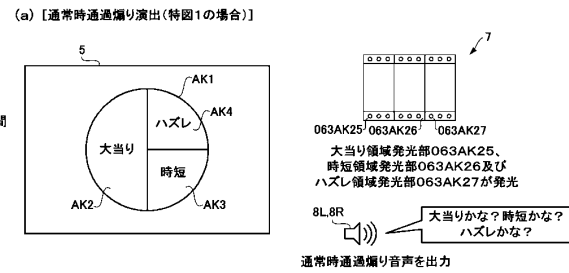 (a) [通常時通過煽り演出(特図1の場合)]
5
7
AK1
ハズレ
AK4
大当り
時短
AK2
AK3
間
063AK25
063AK26
063AK27
大当り領域発光部063AK25、
時短領域発光部063AK26及び
ハズレ領域発光部063AK27が発光
8L,8R
大当りかな?時短かな?
ハズレかな?
通常時通過煽り音声を出力